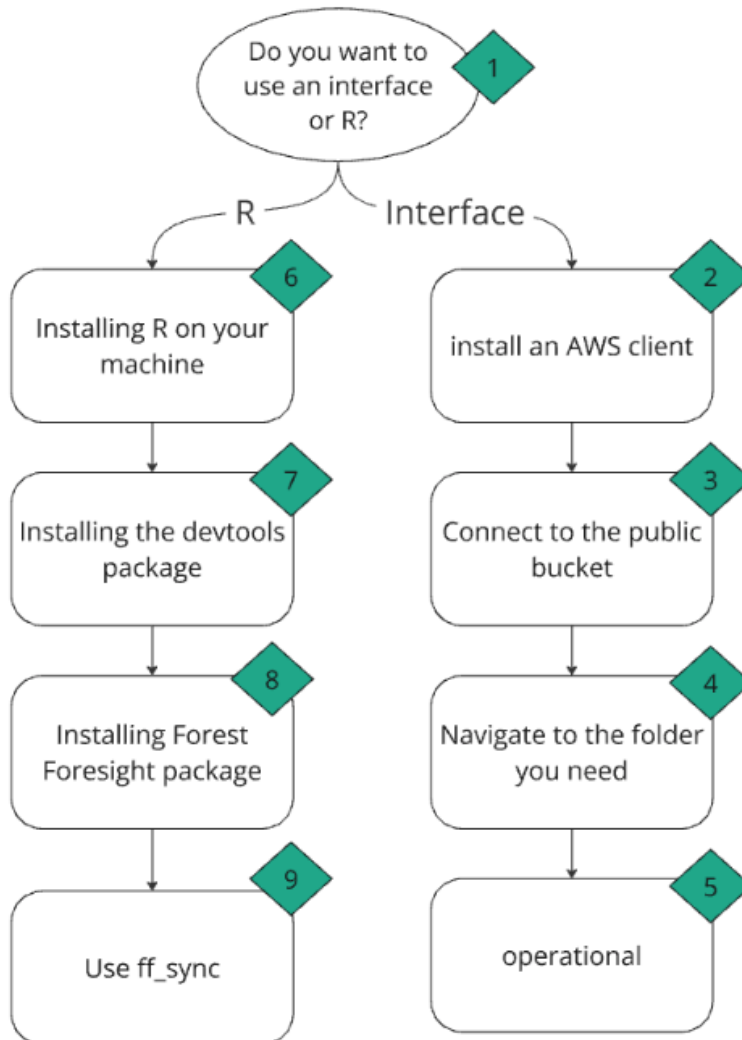 Do you want to
use an interface
or R?
1
R
Interface
6
Installing R on your
machine
2
install an AWS client
7
Installing the devtools
package
3
Connect to the public
bucket
8
Installing Forest
Foresight package
4
Navigate to the folder
you need
9
Use ff_sync
5
operational